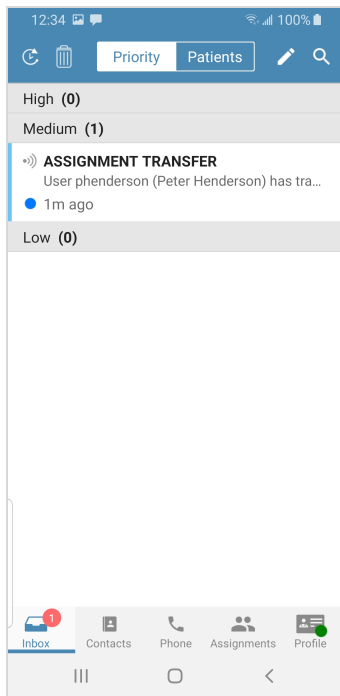 12:34 100%
Priority Patients
High (0)
Medium (1)
ASSIGNMENT TRANSFER
User phenderson (Peter Henderson) has tra...
1m ago
Low (0)
1
Inbox Contacts Phone Assignments Profile